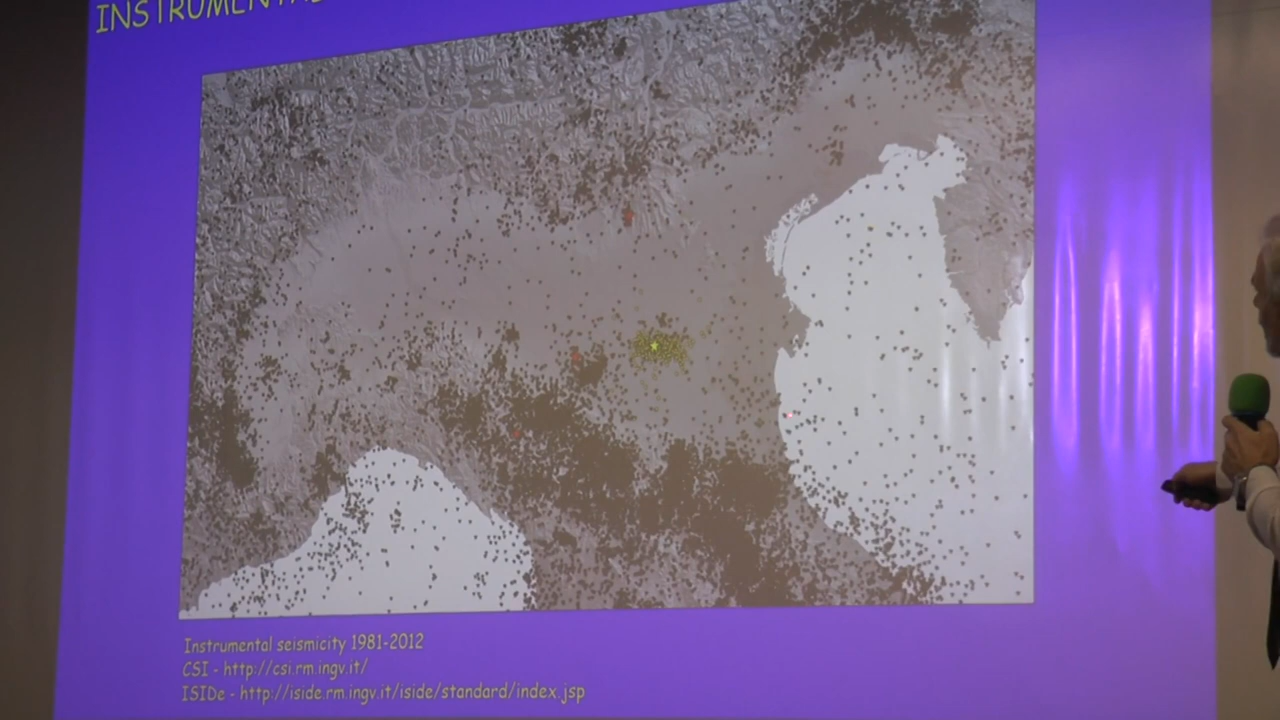 Instrumental seismicity 1981-2012
CSI - http://csi.rm.ingv.it/
ISIDe - http://iside.rm.ingv.it/iside/standard/index.jsp